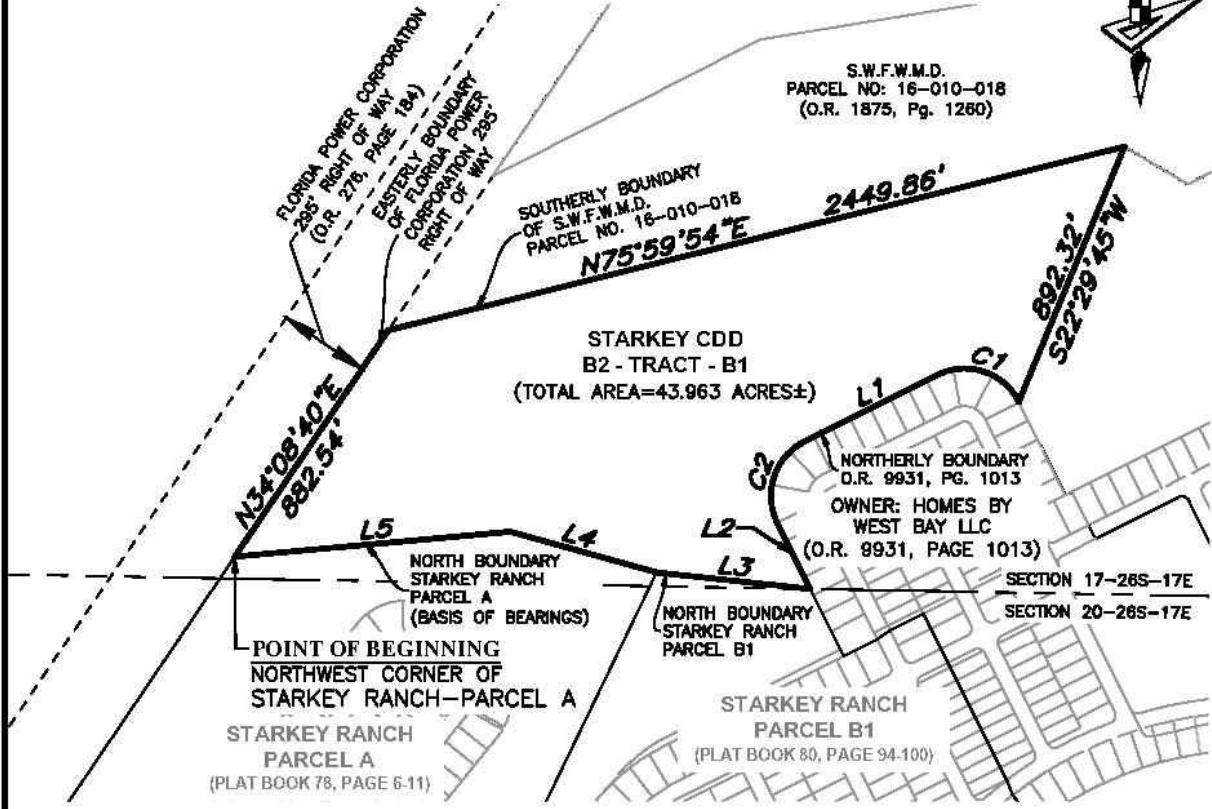 FLORIDA POWER CORPORATION
295' RIGHT OF WAY
(O.R. 276, PAGE 184)
EASTERLY BOUNDARY
OF FLORIDA POWER
CORPORATION 295'
RIGHT OF WAY
S.W.F.W.M.D.
PARCEL NO: 16-010-018
(O.R. 1875, Pg. 1260)
SOUTHERLY BOUNDARY
OF S.W.F.W.M.D.
PARCEL NO. 16-010-018
N75°59'54"E
2449.86'
892.32'
S22°29'45"W
STARKEY CDD
B2 - TRACT - B1
(TOTAL AREA=43.963 ACRES±)
N34°08'40"E
882.54'
C1
L1
C2
L2
NORTHERLY BOUNDARY
O.R. 9931, PG. 1013
OWNER: HOMES BY
WEST BAY LLC
(O.R. 9931, PAGE 1013)
L5
L4
L3
NORTH BOUNDARY
STARKEY RANCH
PARCEL A
(BASIS OF BEARINGS)
NORTH BOUNDARY
STARKEY RANCH
PARCEL B1
SECTION 17-26S-17E
SECTION 20-26S-17E
POINT OF BEGINNING
NORTHWEST CORNER OF
STARKEY RANCH-PARCEL A
STARKEY RANCH
PARCEL A
(PLAT BOOK 78, PAGE 6-11)
STARKEY RANCH
PARCEL B1
(PLAT BOOK 80, PAGE 94-100)